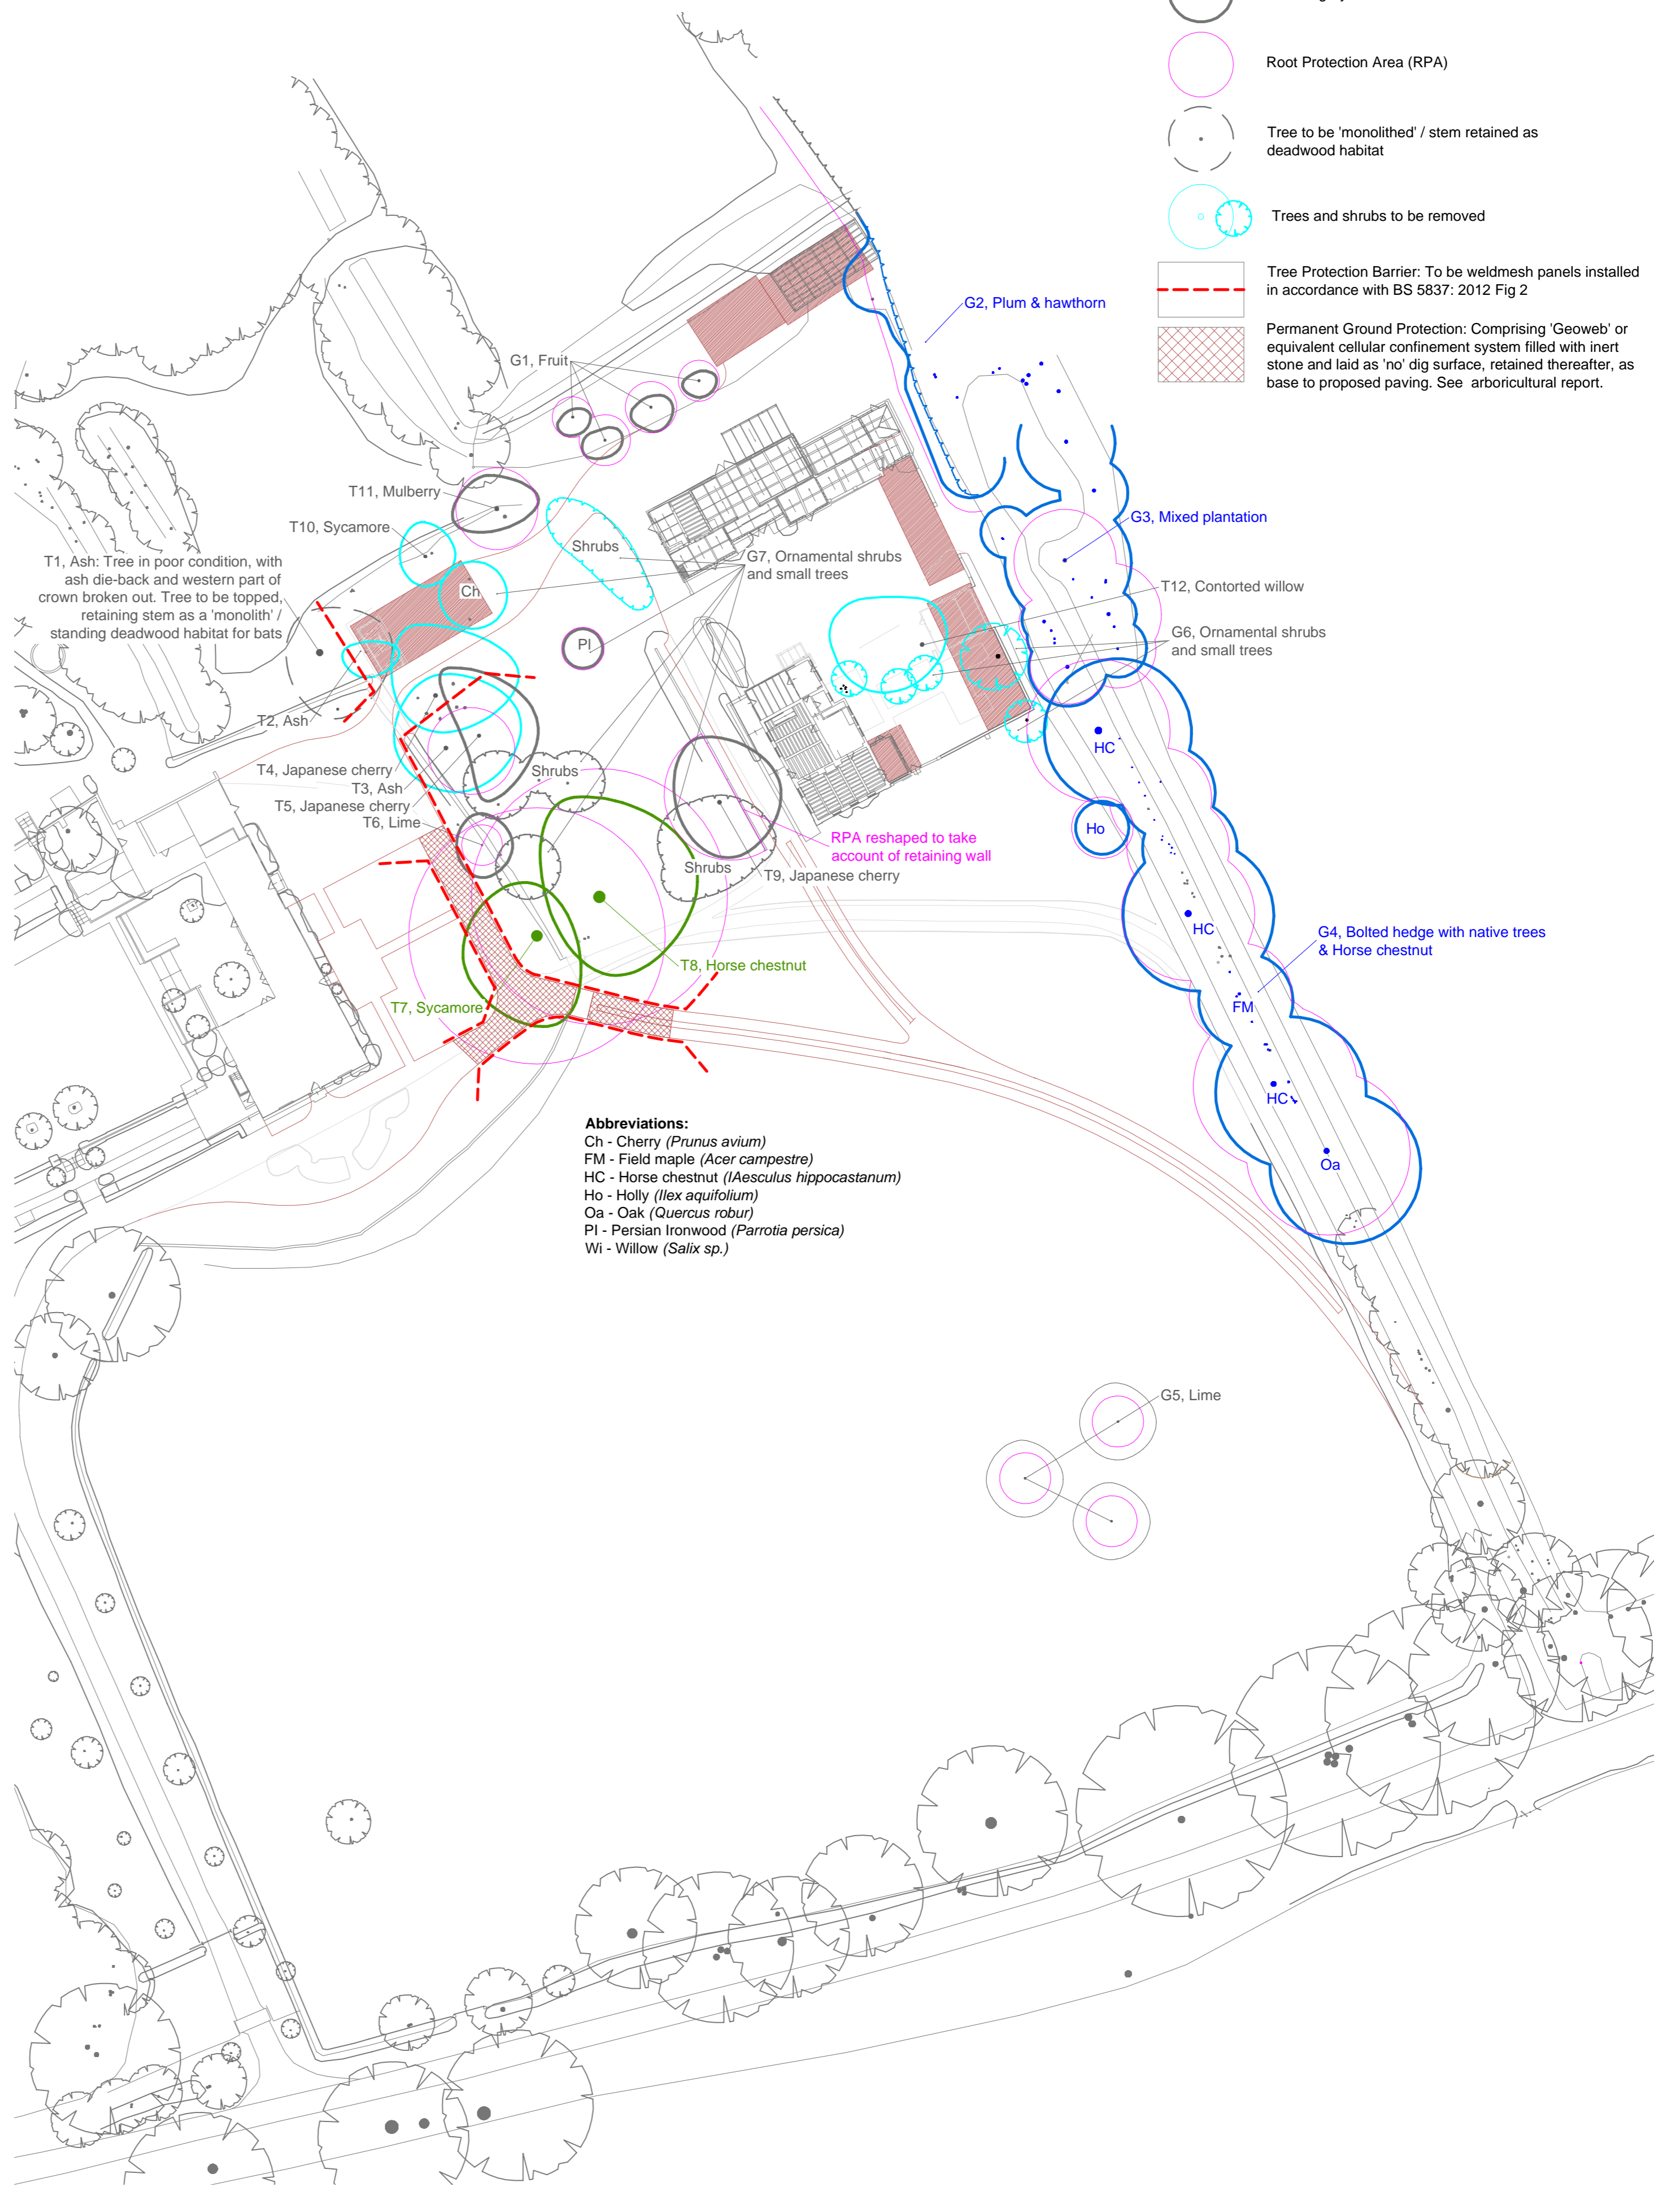 Root Protection Area (RPA)
Tree to be 'monolithed' / stem retained as
deadwood habitat
Trees and shrubs to be removed
Tree Protection Barrier: To be weldmesh panels installed
in accordance with BS 5837: 2012 Fig 2
Permanent Ground Protection: Comprising 'Geoweb' or
equivalent cellular confinement system filled with inert
stone and laid as 'no' dig surface, retained thereafter, as
base to proposed paving. See arboricultural report.
G2, Plum & hawthorn
G1, Fruit
T11, Mulberry
G3, Mixed plantation
T10, Sycamore
Shrubs
G7, Ornamental shrubs
and small trees
T1, Ash: Tree in poor condition, with
ash die-back and western part of
crown broken out. Tree to be topped,
retaining stem as a 'monolith' /
standing deadwood habitat for bats
Ch
T12, Contorted willow
PI
G6, Ornamental shrubs
and small trees
T2, Ash
HC
T4, Japanese cherry
Shrubs
T3, Ash
T5, Japanese cherry
T6, Lime
Ho
RPA reshaped to take
account of retaining wall
Shrubs
T9, Japanese cherry
HC
G4, Bolted hedge with native trees
& Horse chestnut
T8, Horse chestnut
T7, Sycamore
FM
HC
Oa
Abbreviations:
Ch - Cherry (Prunus avium)
FM - Field maple (Acer campestre)
HC - Horse chestnut (IAesculus hippocastanum)
Ho - Holly (Ilex aquifolium)
Oa - Oak (Quercus robur)
PI - Persian Ironwood (Parrotia persica)
Wi - Willow (Salix sp.)
G5, Lime